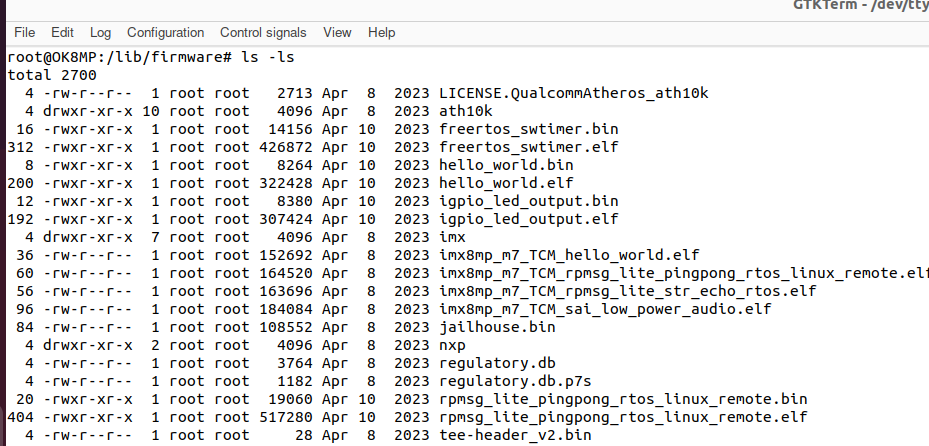 GTKTerm - /dev/tty
File Edit Log Configuration Control signals View Help
root@OK8MP:/lib/firmware# ls -ls
total 2700
4 -rw-r--r-- 1 root root 2713 Apr 8 2023 LICENSE.QualcommAtheros_ath10k
4 drwxr-xr-x 10 root root 4096 Apr 8 2023 ath10k
16 -rwxr-xr-x 1 root root 14156 Apr 10 2023 freertos_swtimer.bin
312 -rwxr-xr-x 1 root root 426872 Apr 10 2023 freertos_swtimer.elf
8 -rwxr-xr-x 1 root root 8264 Apr 10 2023 hello_world.bin
200 -rwxr-xr-x 1 root root 322428 Apr 10 2023 hello_world.elf
12 -rwxr-xr-x 1 root root 8380 Apr 10 2023 igpio_led_output.bin
192 -rwxr-xr-x 1 root root 307424 Apr 10 2023 igpio_led_output.elf
4 drwxr-xr-x 7 root root 4096 Apr 8 2023 imx
36 -rw-r--r-- 1 root root 152692 Apr 8 2023 imx8mp_m7_TCM_hello_world.elf
60 -rw-r--r-- 1 root root 164520 Apr 8 2023 imx8mp_m7_TCM_rpmsg_lite_pingpong_rtos_linux_remote.elf
56 -rw-r--r-- 1 root root 163696 Apr 8 2023 imx8mp_m7_TCM_rpmsg_lite_str_echo_rtos.elf
96 -rw-r--r-- 1 root root 184084 Apr 8 2023 imx8mp_m7_TCM_sai_low_power_audio.elf
84 -rw-r--r-- 1 root root 108552 Apr 8 2023 jailhouse.bin
4 drwxr-xr-x 2 root root 4096 Apr 8 2023 nxp
4 -rw-r--r-- 1 root root 3764 Apr 8 2023 regulatory.db
4 -rw-r--r-- 1 root root 1182 Apr 8 2023 regulatory.db.p7s
20 -rwxr-xr-x 1 root root 19060 Apr 10 2023 rpmsg_lite_pingpong_rtos_linux_remote.bin
404 -rwxr-xr-x 1 root root 517280 Apr 10 2023 rpmsg_lite_pingpong_rtos_linux_remote.elf
4 -rw-r--r-- 1 root root 28 Apr 8 2023 tee-header_v2.bin